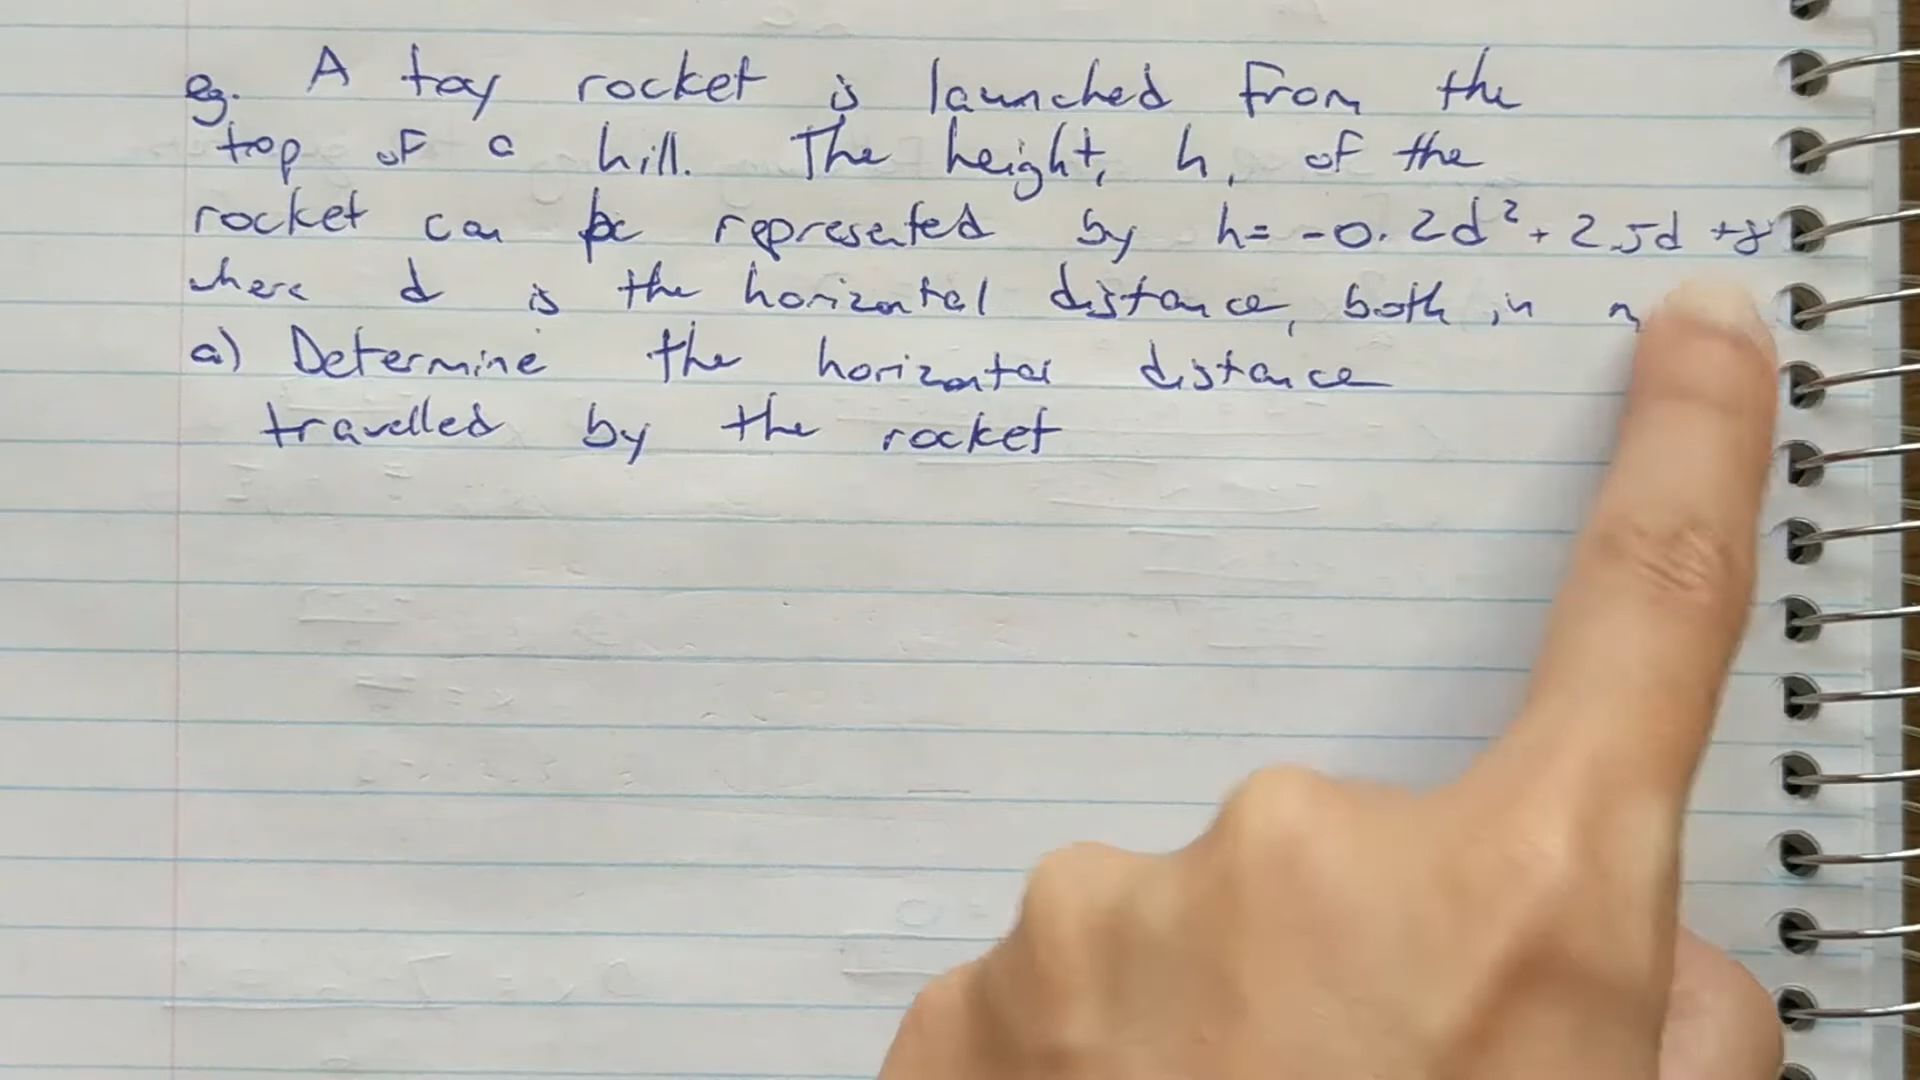 eg. A toy rocket is launched from the
top of a hill. The height, h, of the
rocket can be represented by h= -0.2d²+2.5d +8
where d is the horizontal distance, both in
a) Determine the horizontal distance
travelled by the rocket